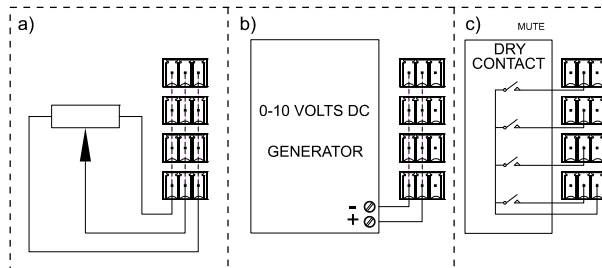 a)
b)
0-10 VOLTS DC
GENERATOR
-
+
c)
MUTE
DRY
CONTACT